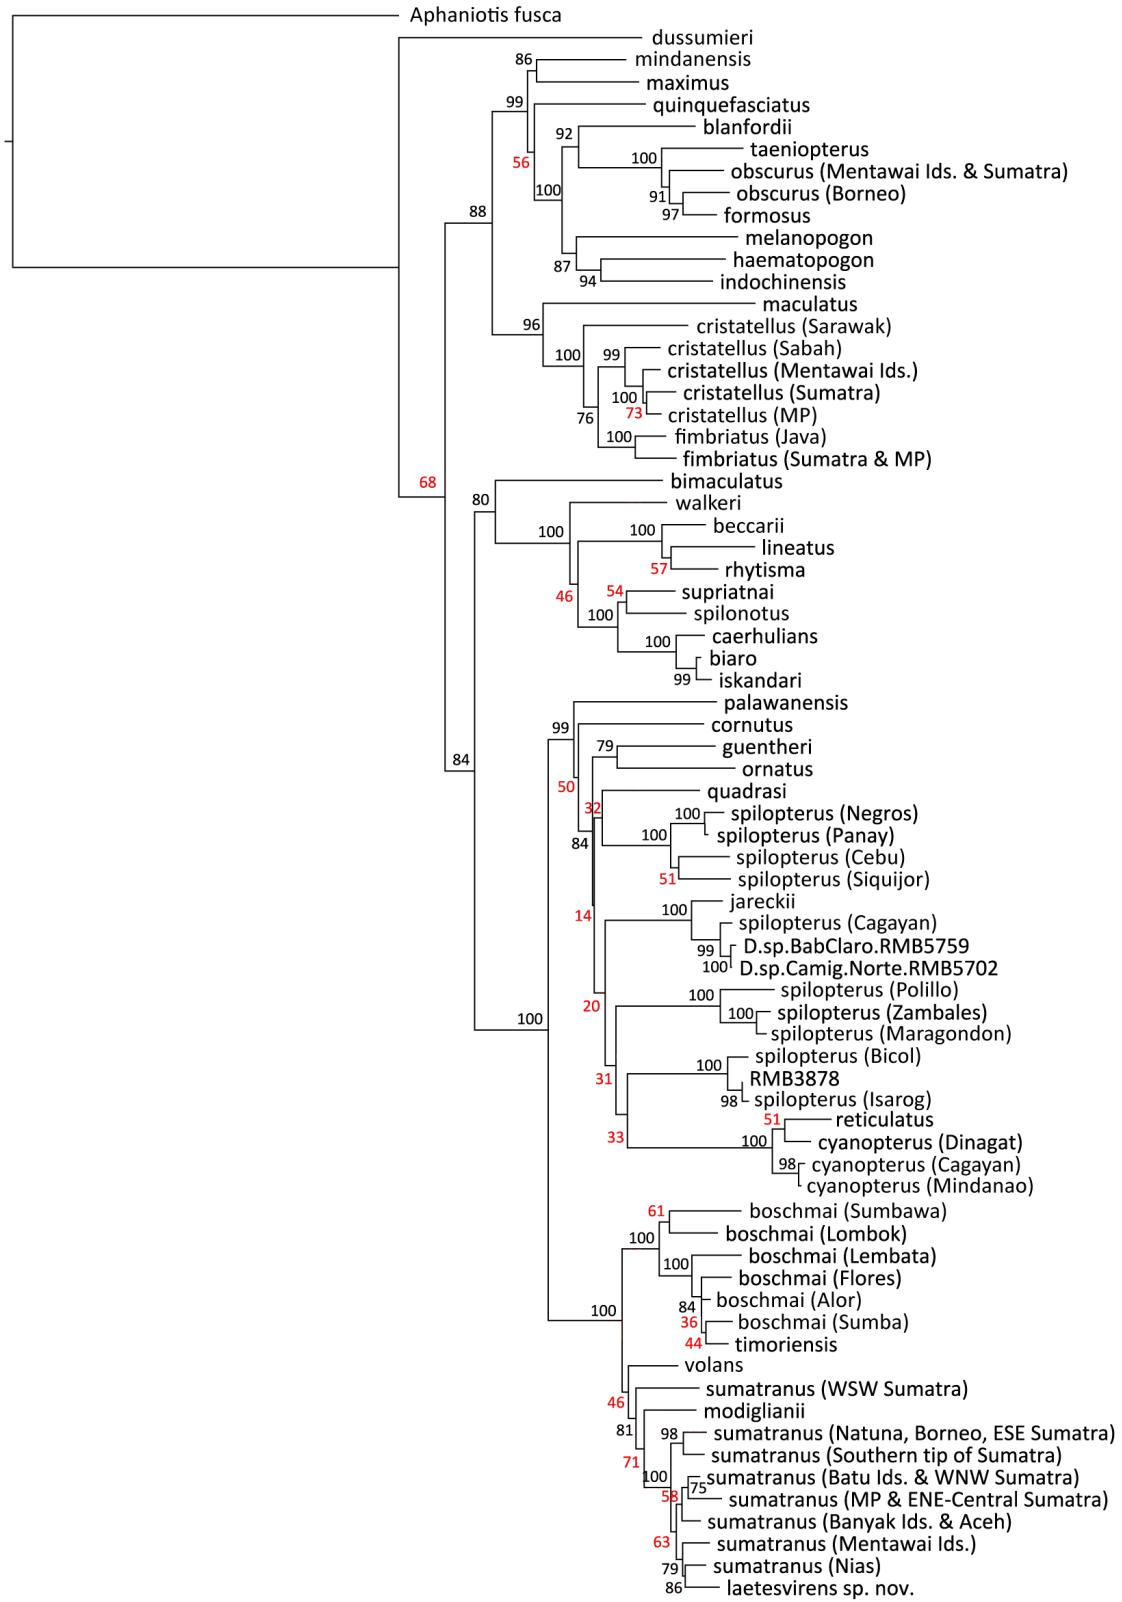 Aphaniotis fusca
dussumieri
86 mindanensis
maximus
99
quinquefasciatus
92 blanfordii
100 taeniopterus
56
obscurus (Mentawai Ids. & Sumatra)
100
91 obscurus (Borneo)
97 formosus
88
melanopogon
87 haematopogon
94 indochinensis
maculatus
96 cristatellus (Sarawak)
100 99 cristatellus (Sabah)
cristatellus (Mentawai Ids.)
100 cristatellus (Sumatra)
76 73 cristatellus (MP)
100 fimbriatus (Java)
fimbriatus (Sumatra & MP)
68
80 bimaculatus
walkeri
100 100 beccarii
lineatus
57 rhytisma
46 54 supriatnai
100 spilonotus
100 caerhulians
biaro
99 iskandari
palawanensis
99 cornutus
79 guentheri
84
ornatus
50 quadrasi
32 100 spilopterus (Negros)
100 spilopterus (Panay)
84
spilopterus (Cebu)
51 spilopterus (Siquijor)
100 jareckii
14 spilopterus (Cagayan)
99 D.sp.BabClaro.RMB5759
100 D.sp.Camig.Norte.RMB5702
100 spilopterus (Polillo)
20 100 spilopterus (Zambales)
100
spilopterus (Maragondon)
100 spilopterus (Bicol)
31 RMB3878
98 spilopterus (Isarog)
51 reticulatus
33 100 cyanopterus (Dinagat)
98 cyanopterus (Cagayan)
cyanopterus (Mindanao)
61 boschmai (Sumbawa)
100 boschmai (Lombok)
100 boschmai (Lembata)
boschmai (Flores)
84 boschmai (Alor)
100 36 boschmai (Sumba)
44 timoriensis
volans
46 sumatranus (WSW Sumatra)
modiglianii
81 98 sumatranus (Natuna, Borneo, ESE Sumatra)
71 sumatranus (Southern tip of Sumatra)
100 75 sumatranus (Batu Ids. & WNW Sumatra)
58 sumatranus (MP & ENE-Central Sumatra)
sumatranus (Banyak Ids. & Aceh)
63 sumatranus (Mentawai Ids.)
79 sumatranus (Nias)
86 laetesvirens sp. nov.